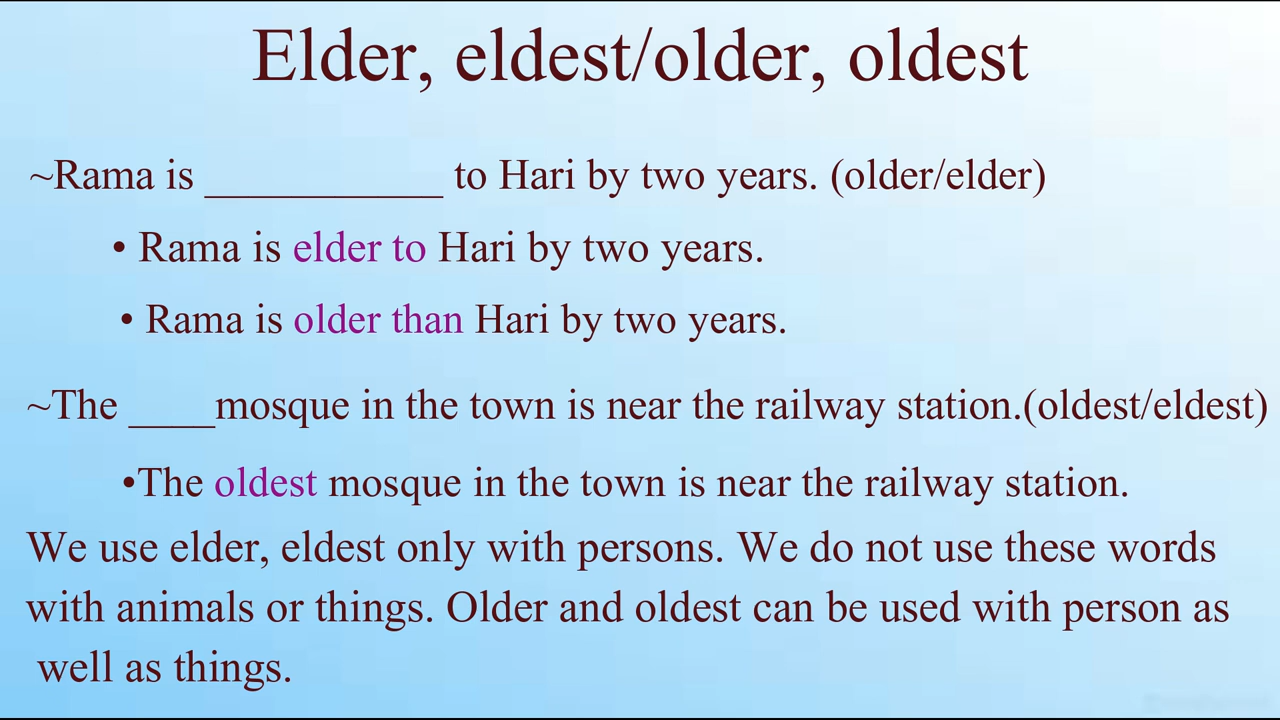 Elder, eldest/older, oldest
~Rama is ___________ to Hari by two years. (older/elder)
• Rama is elder to Hari by two years.
• Rama is older than Hari by two years.
~The ____mosque in the town is near the railway station.(oldest/eldest)
•The oldest mosque in the town is near the railway station.
We use elder, eldest only with persons. We do not use these words
with animals or things. Older and oldest can be used with person as
well as things.